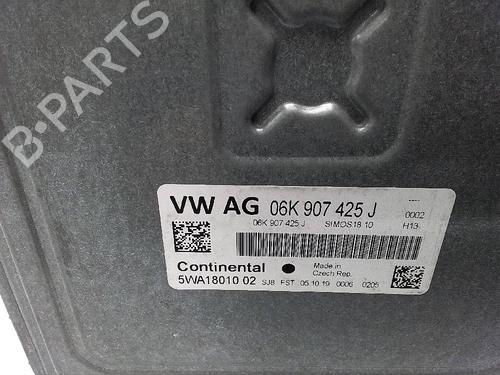 B-PARTS
VW AG 06K 907 425 J 0002
06K 907 425 J SIMOS18.10 H13
Continental Made in
Czech Rep.
5WA18010 02 SJB FST 05.10.19 0006 0205